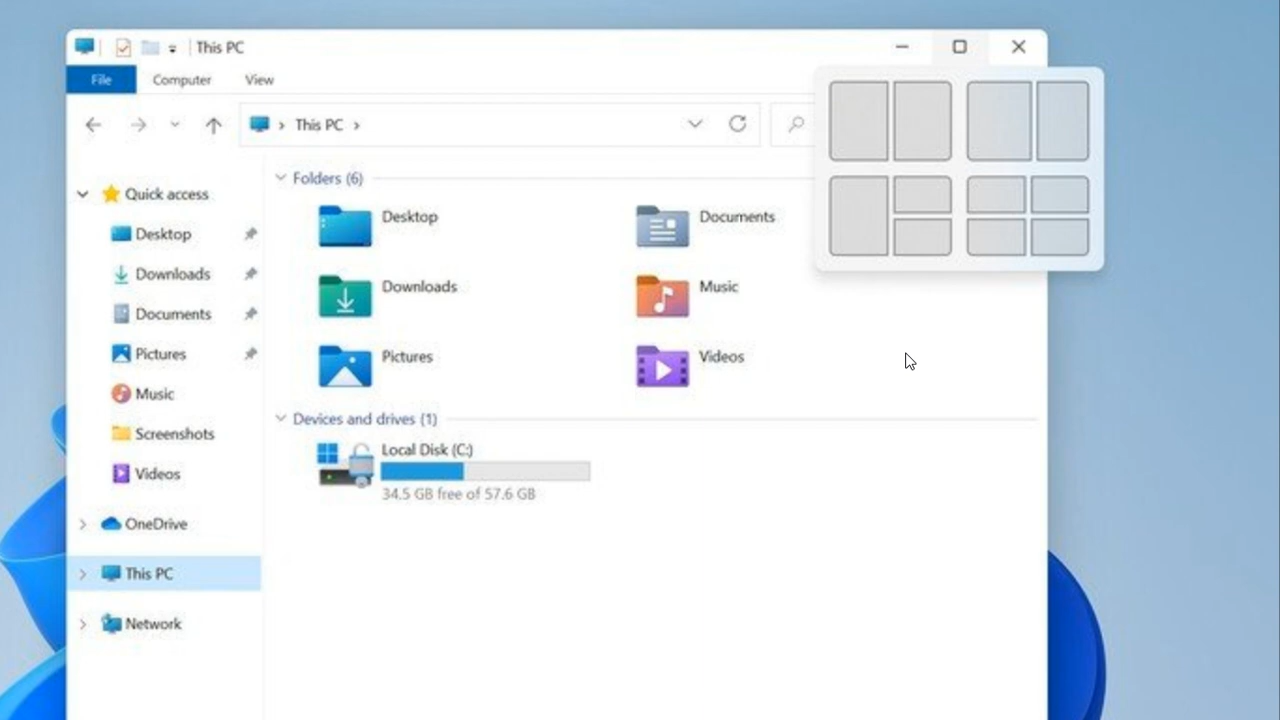 This PC
File Computer View
This PC
Folders (6)
Quick access
Desktop
Downloads
Documents
Pictures
Music
Screenshots
Videos
OneDrive
This PC
Network
Desktop
Documents
Downloads
Music
Pictures
Videos
Devices and drives (1)
Local Disk (C:)
34.5 GB free of 57.6 GB